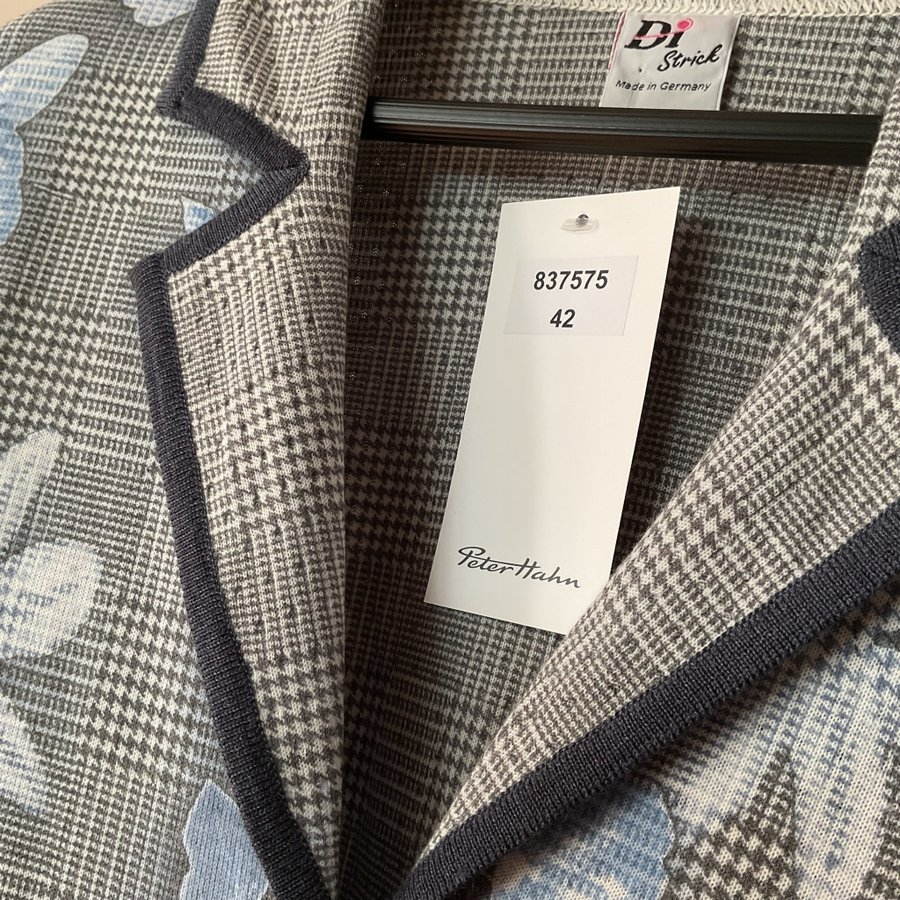 Di
Strick
Made in Germany
837575
42
Peter Hahn